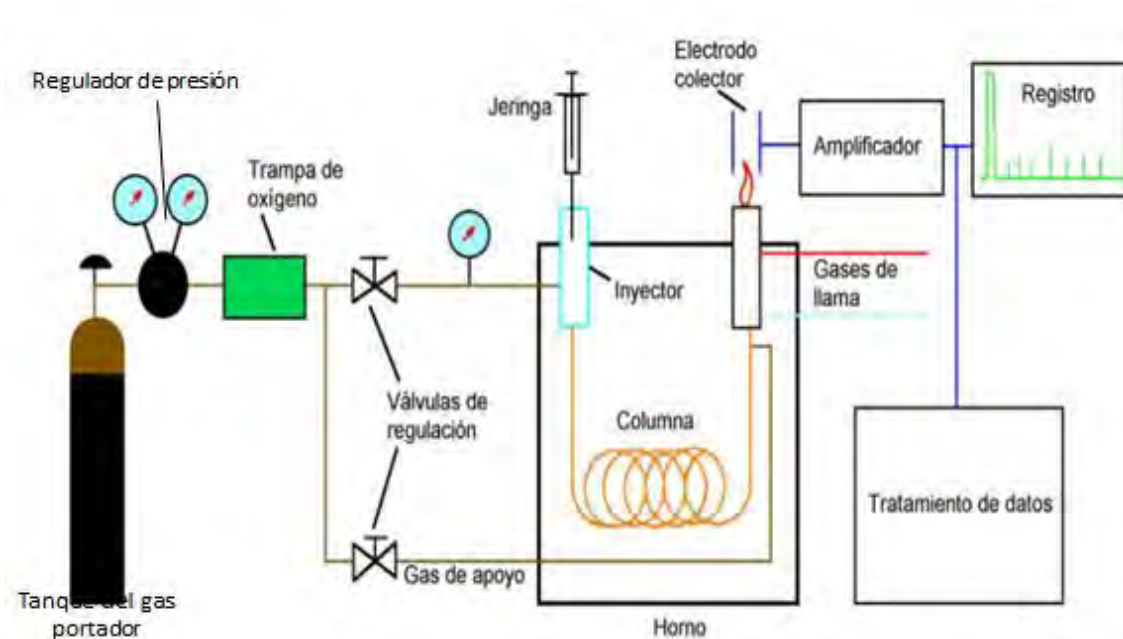 Regulador de presión
Trampa de
oxígeno
Jeringa
Electrodo
colector
Amplificador
Registro
Inyector
Gases de
llama
Válvulas de
regulación
Columna
Tratamiento de datos
Gas de apoyo
Tanque del gas
portador
Horno